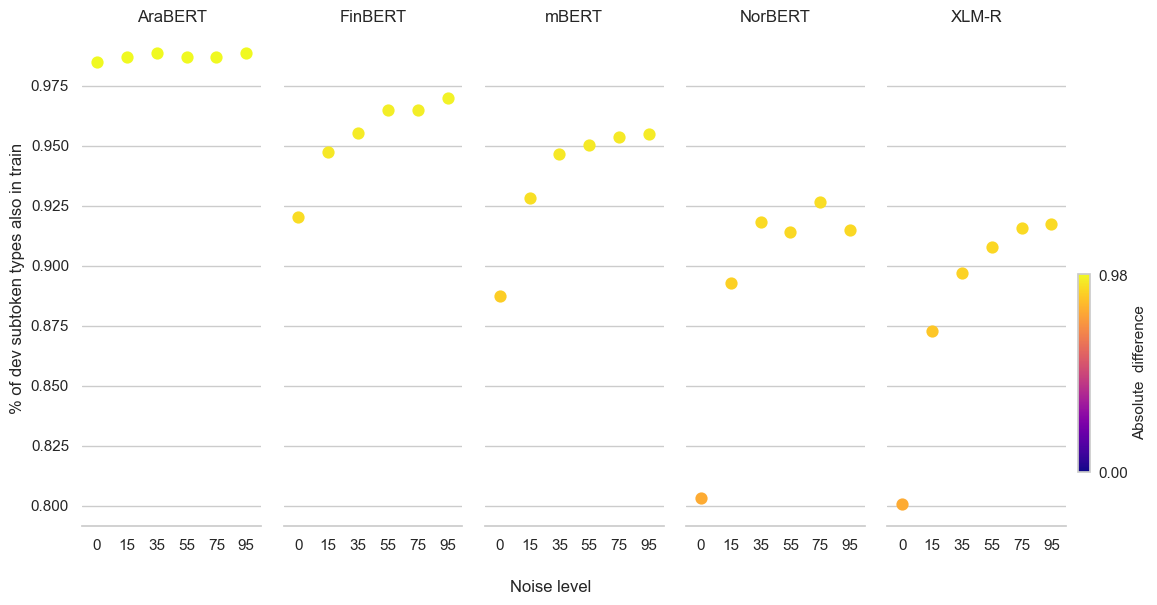 AraBERT FinBERT mBERT NorBERT XLM-R
% of dev subtoken types also in train
0.975
0.950
0.925
0.900
0.875
0.850
0.825
0.800
0 15 35 55 75 95 0 15 35 55 75 95 0 15 35 55 75 95 0 15 35 55 75 95 0 15 35 55 75 95
Noise level
0.98
0.00
Absolute difference